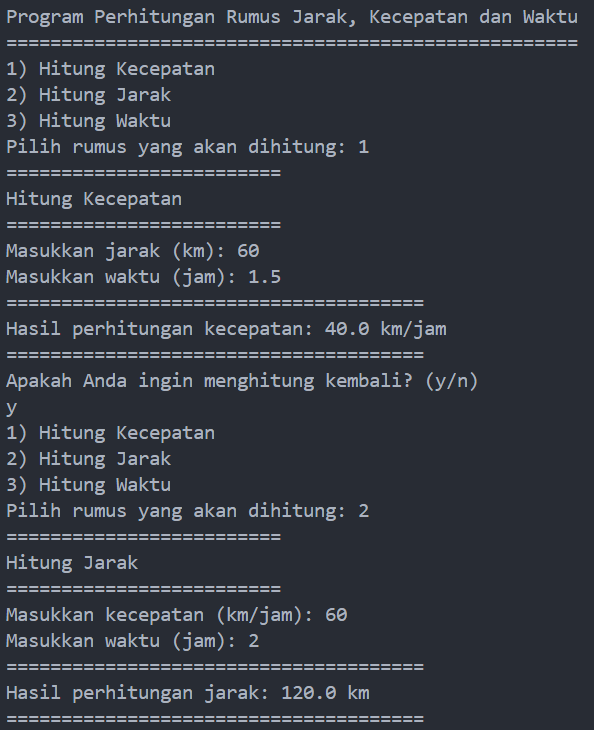 Program Perhitungan Rumus Jarak, Kecepatan dan Waktu
====================================================
1) Hitung Kecepatan
2) Hitung Jarak
3) Hitung Waktu
Pilih rumus yang akan dihitung: 1
=========================
Hitung Kecepatan
=========================
Masukkan jarak (km): 60
Masukkan waktu (jam): 1.5
======================================
Hasil perhitungan kecepatan: 40.0 km/jam
======================================
Apakah Anda ingin menghitung kembali? (y/n)
y
1) Hitung Kecepatan
2) Hitung Jarak
3) Hitung Waktu
Pilih rumus yang akan dihitung: 2
=========================
Hitung Jarak
=========================
Masukkan kecepatan (km/jam): 60
Masukkan waktu (jam): 2
======================================
Hasil perhitungan jarak: 120.0 km
======================================